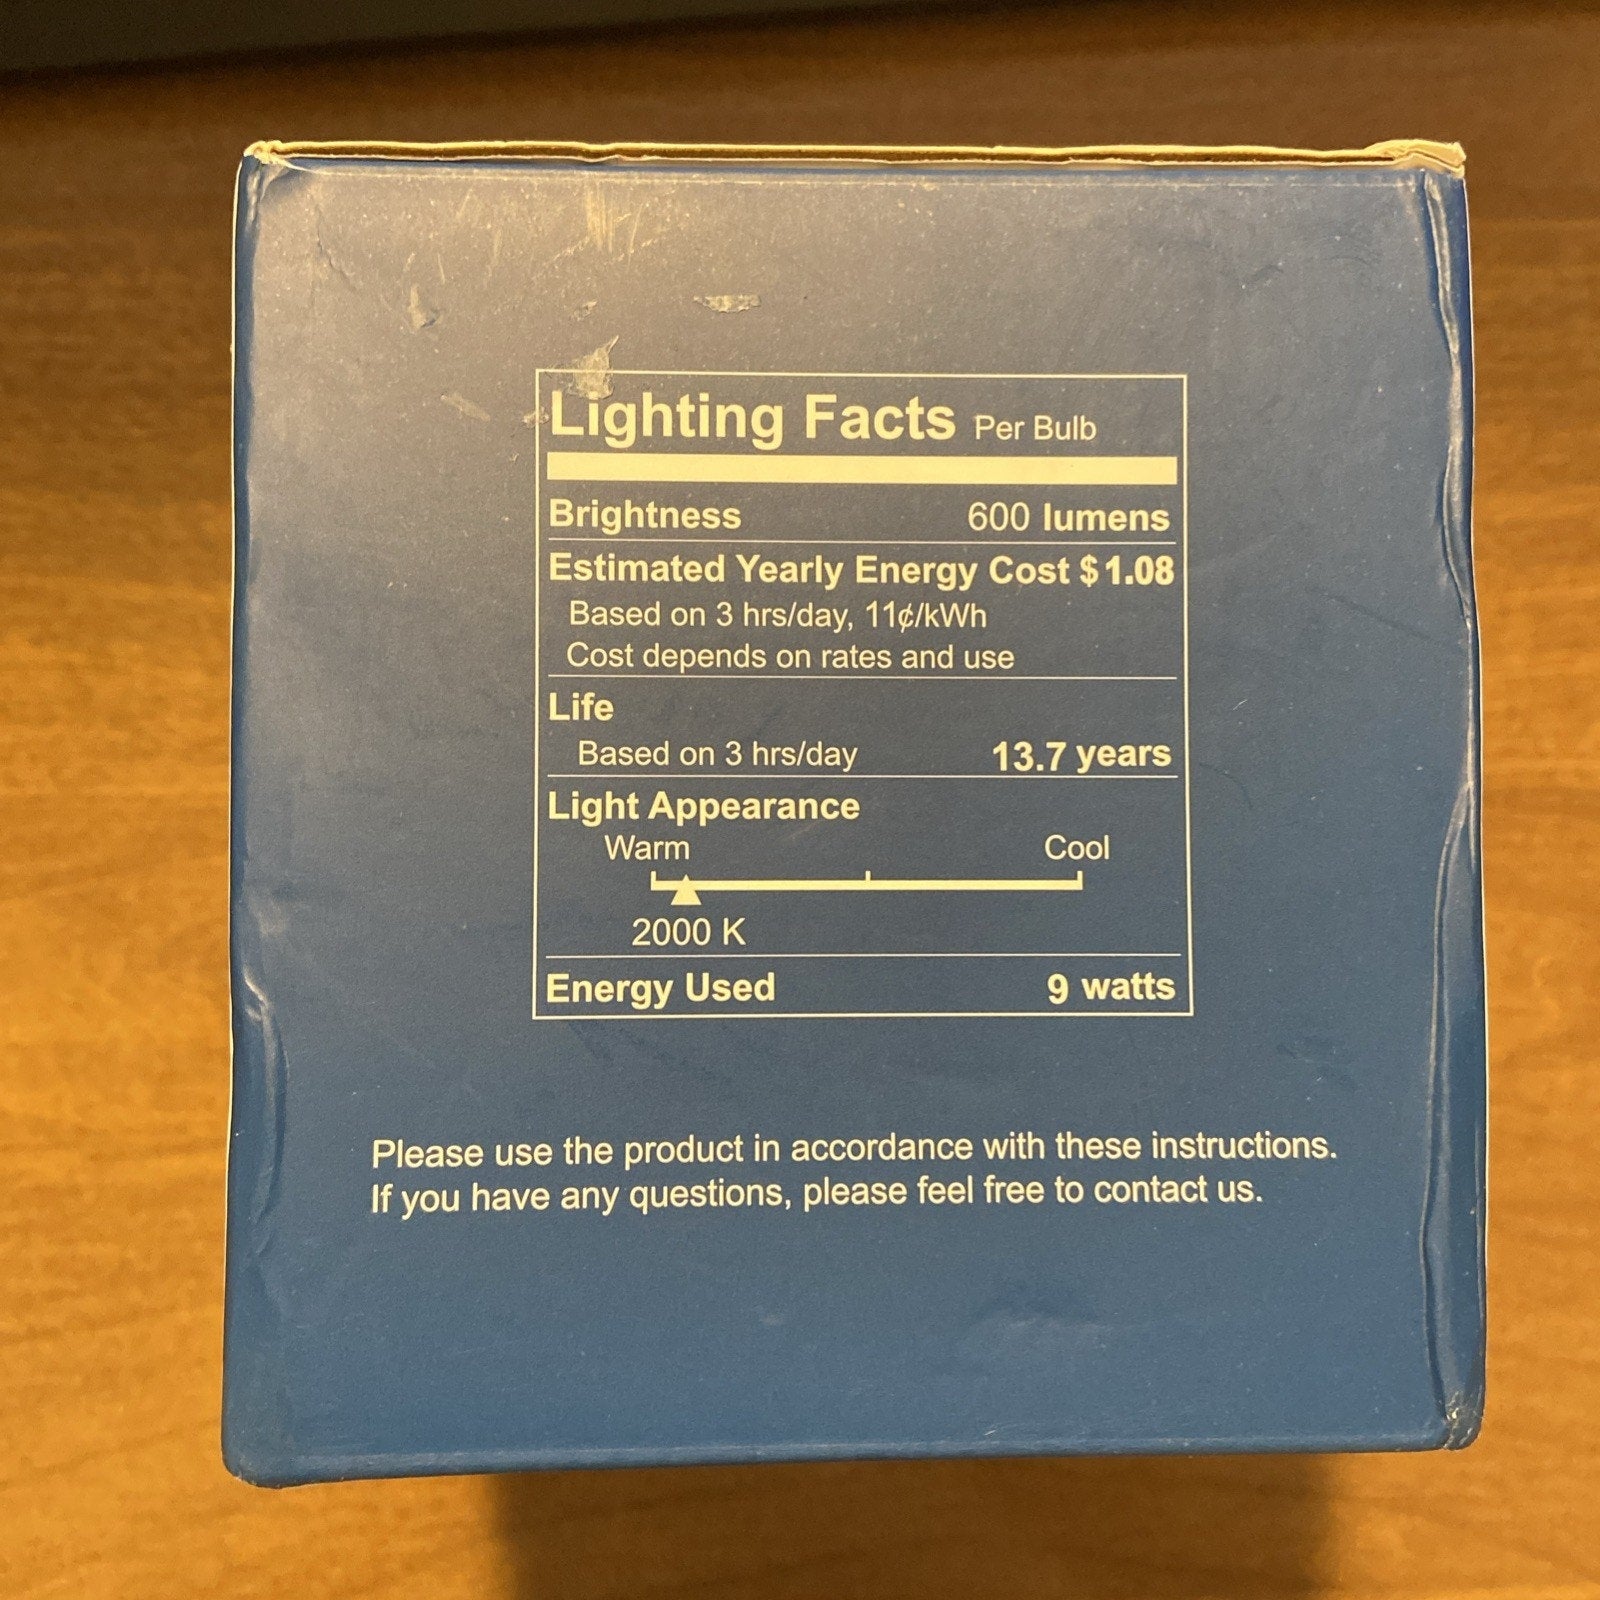 Lighting Facts Per Bulb
Brightness 600 lumens
Estimated Yearly Energy Cost $1.08
Based on 3 hrs/day, 11¢/kWh
Cost depends on rates and use
Life
Based on 3 hrs/day 13.7 years
Light Appearance
Warm Cool
2000 K
Energy Used 9 watts
Please use the product in accordance with these instructions.
If you have any questions, please feel free to contact us.